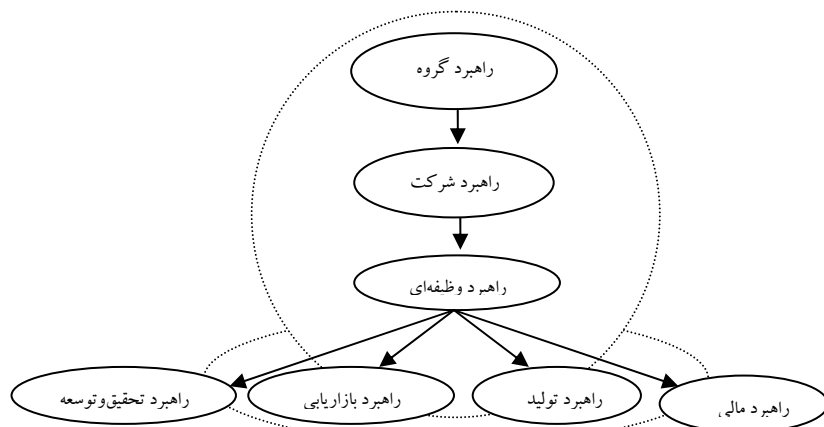 راهبرد گروه
راهبرد شرکت
راهبرد وظیفه‌ای
راهبرد مالی
راهبرد تولید
راهبرد بازاریابی
راهبرد تحقیق‌وتوسعه